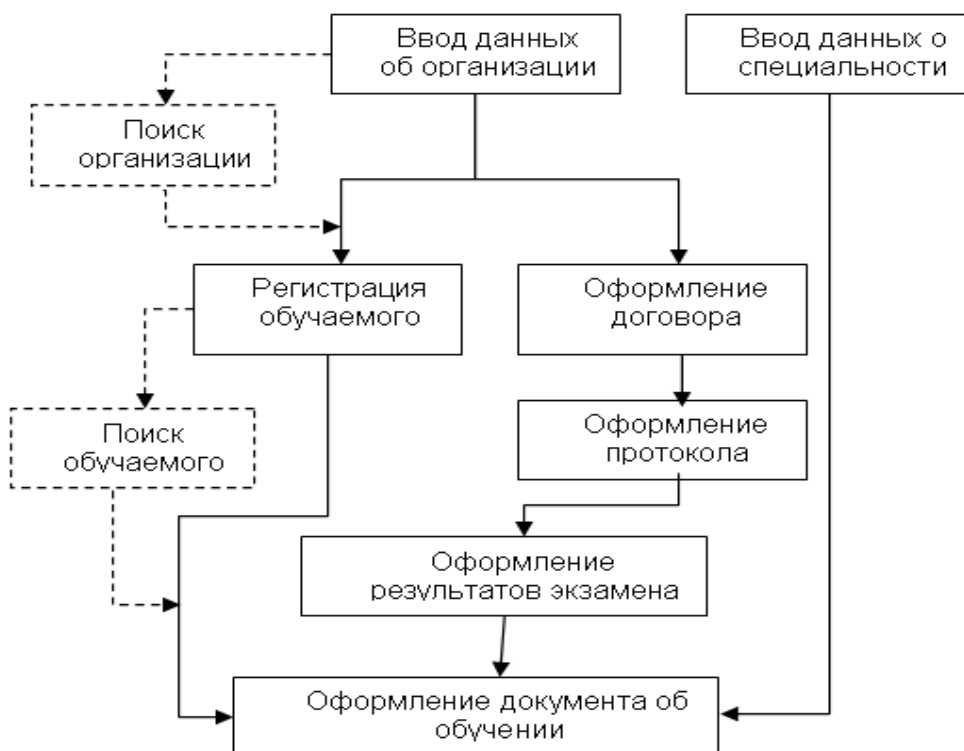 Ввод данных
об организации
Ввод данных о
специальности
Поиск
организации
Регистрация
обучаемого
Оформление
договора
Поиск
обучаемого
Оформление
протокола
Оформление
результатов экзамена
Оформление документа об
обучении